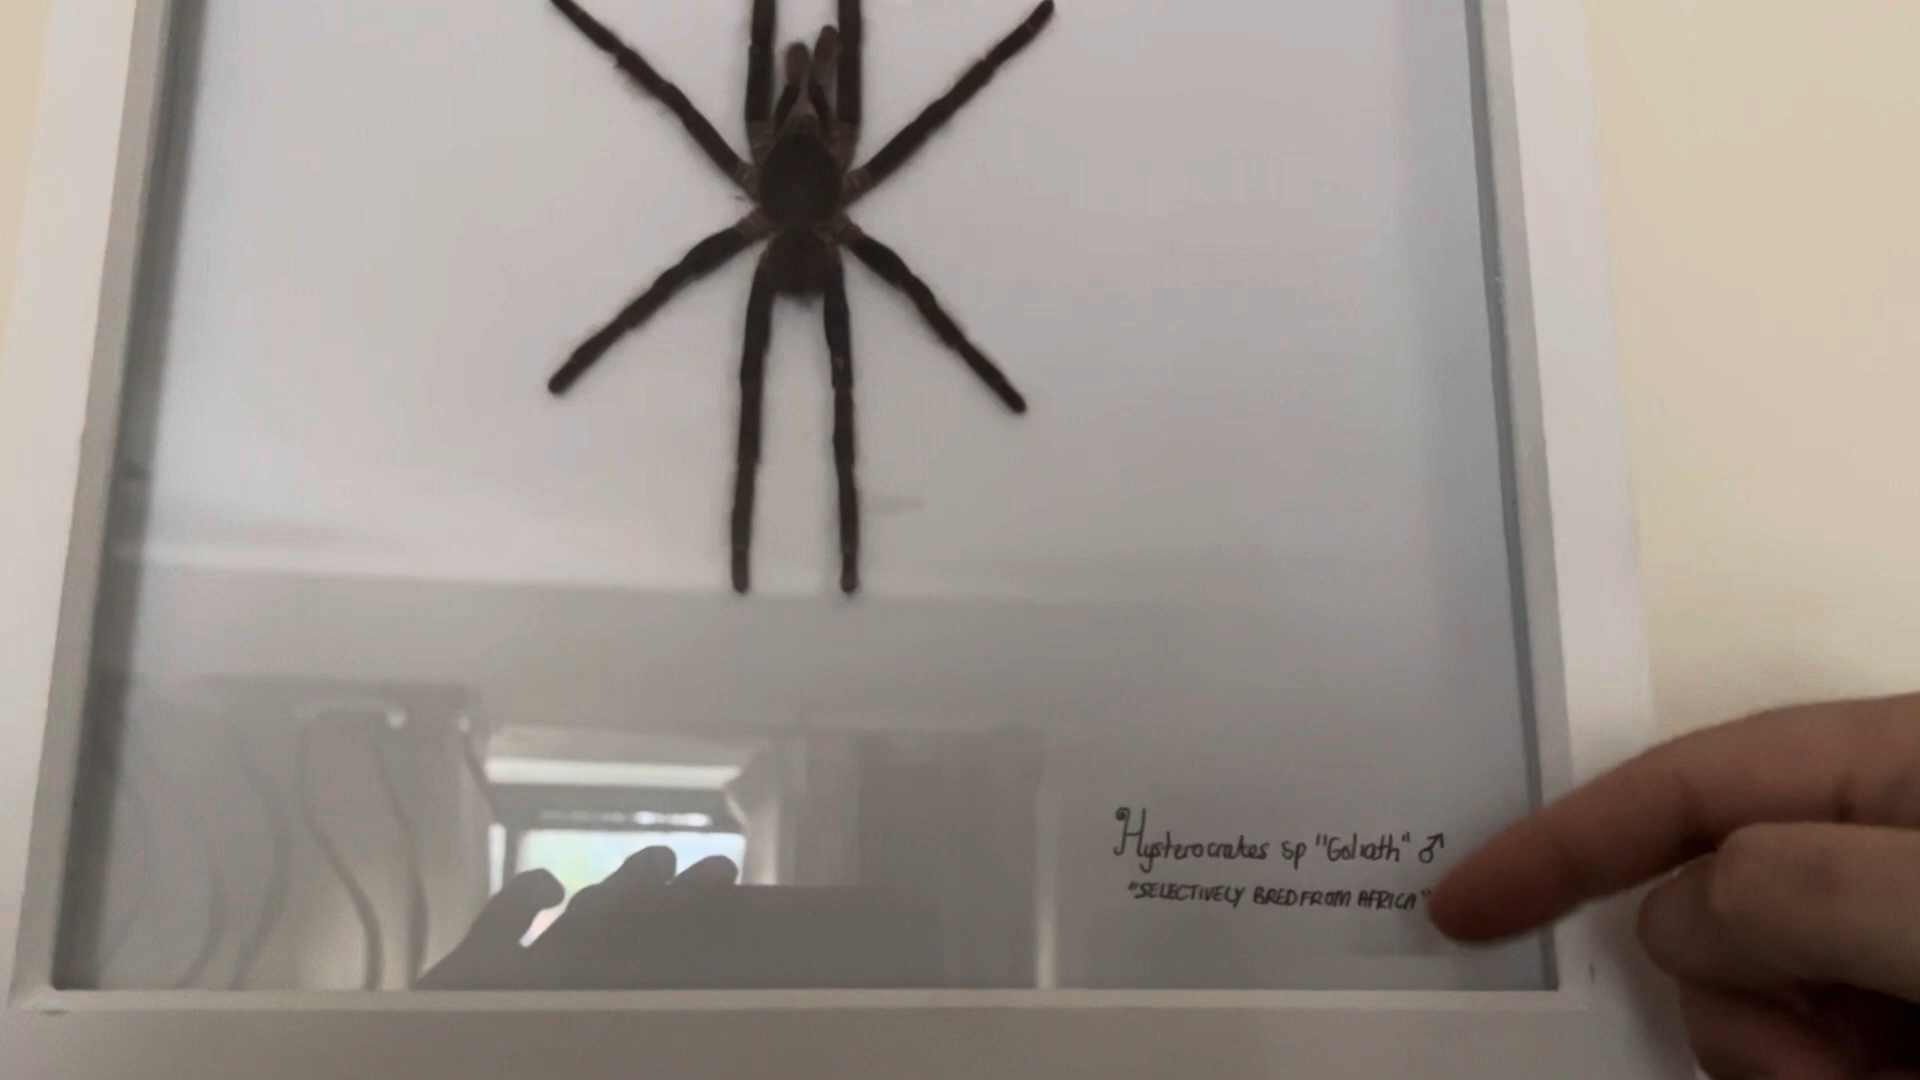 Hysterocrates sp "Goliath" ♂
"SELECTIVELY BRED FROM AFRICA"